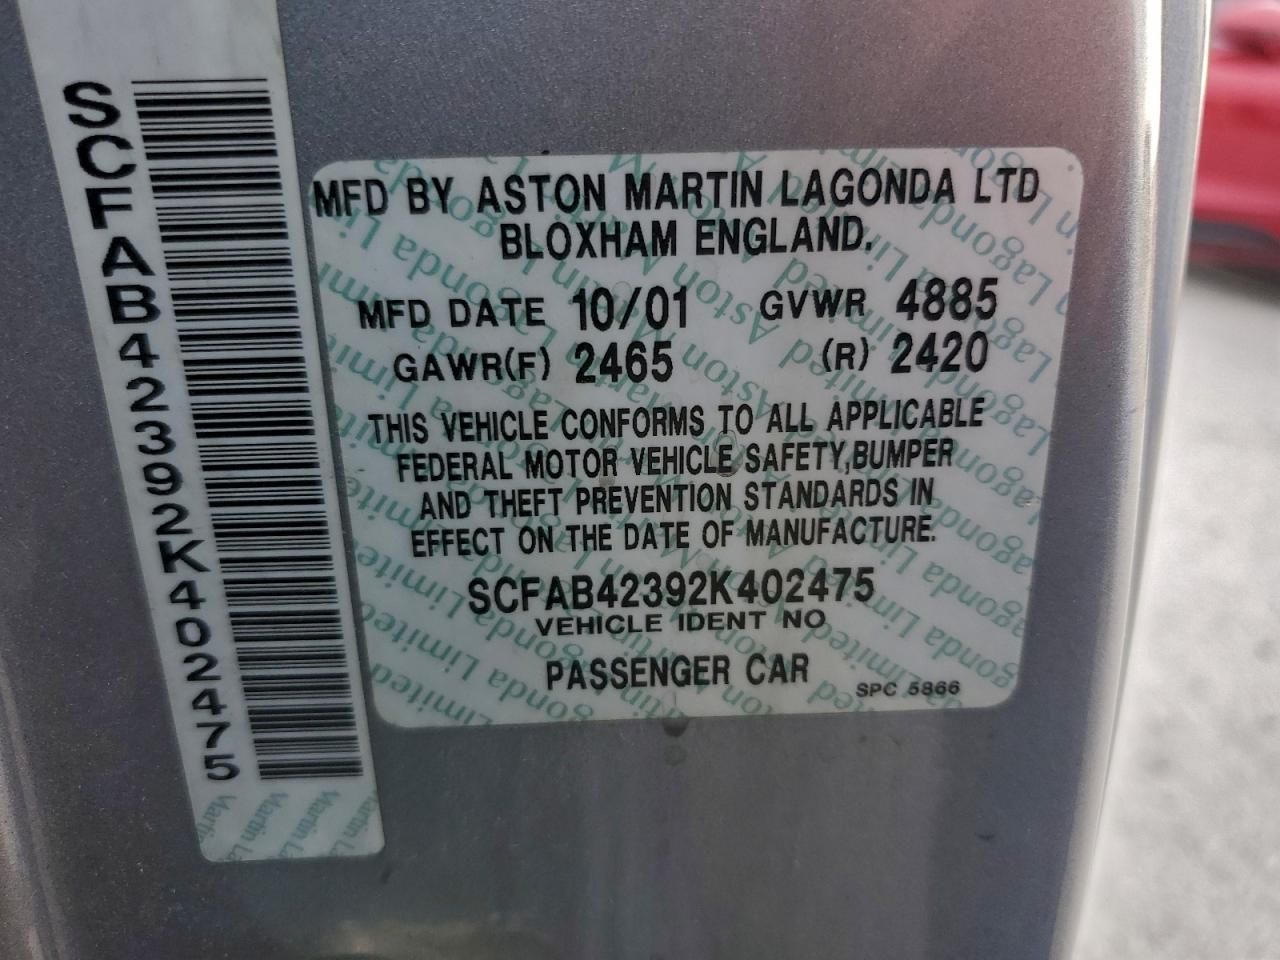 SCFAB42392K402475
MFD BY ASTON MARTIN LAGONDA LTD
BLOXHAM ENGLAND.
MFD DATE 10/01 GVWR 4885
GAWR(F) 2465 (R) 2420
THIS VEHICLE CONFORMS TO ALL APPLICABLE
FEDERAL MOTOR VEHICLE SAFETY,BUMPER
AND THEFT PREVENTION STANDARDS IN
EFFECT ON THE DATE OF MANUFACTURE.
SCFAB42392K402475
VEHICLE IDENT NO
PASSENGER CAR
SPC 5866